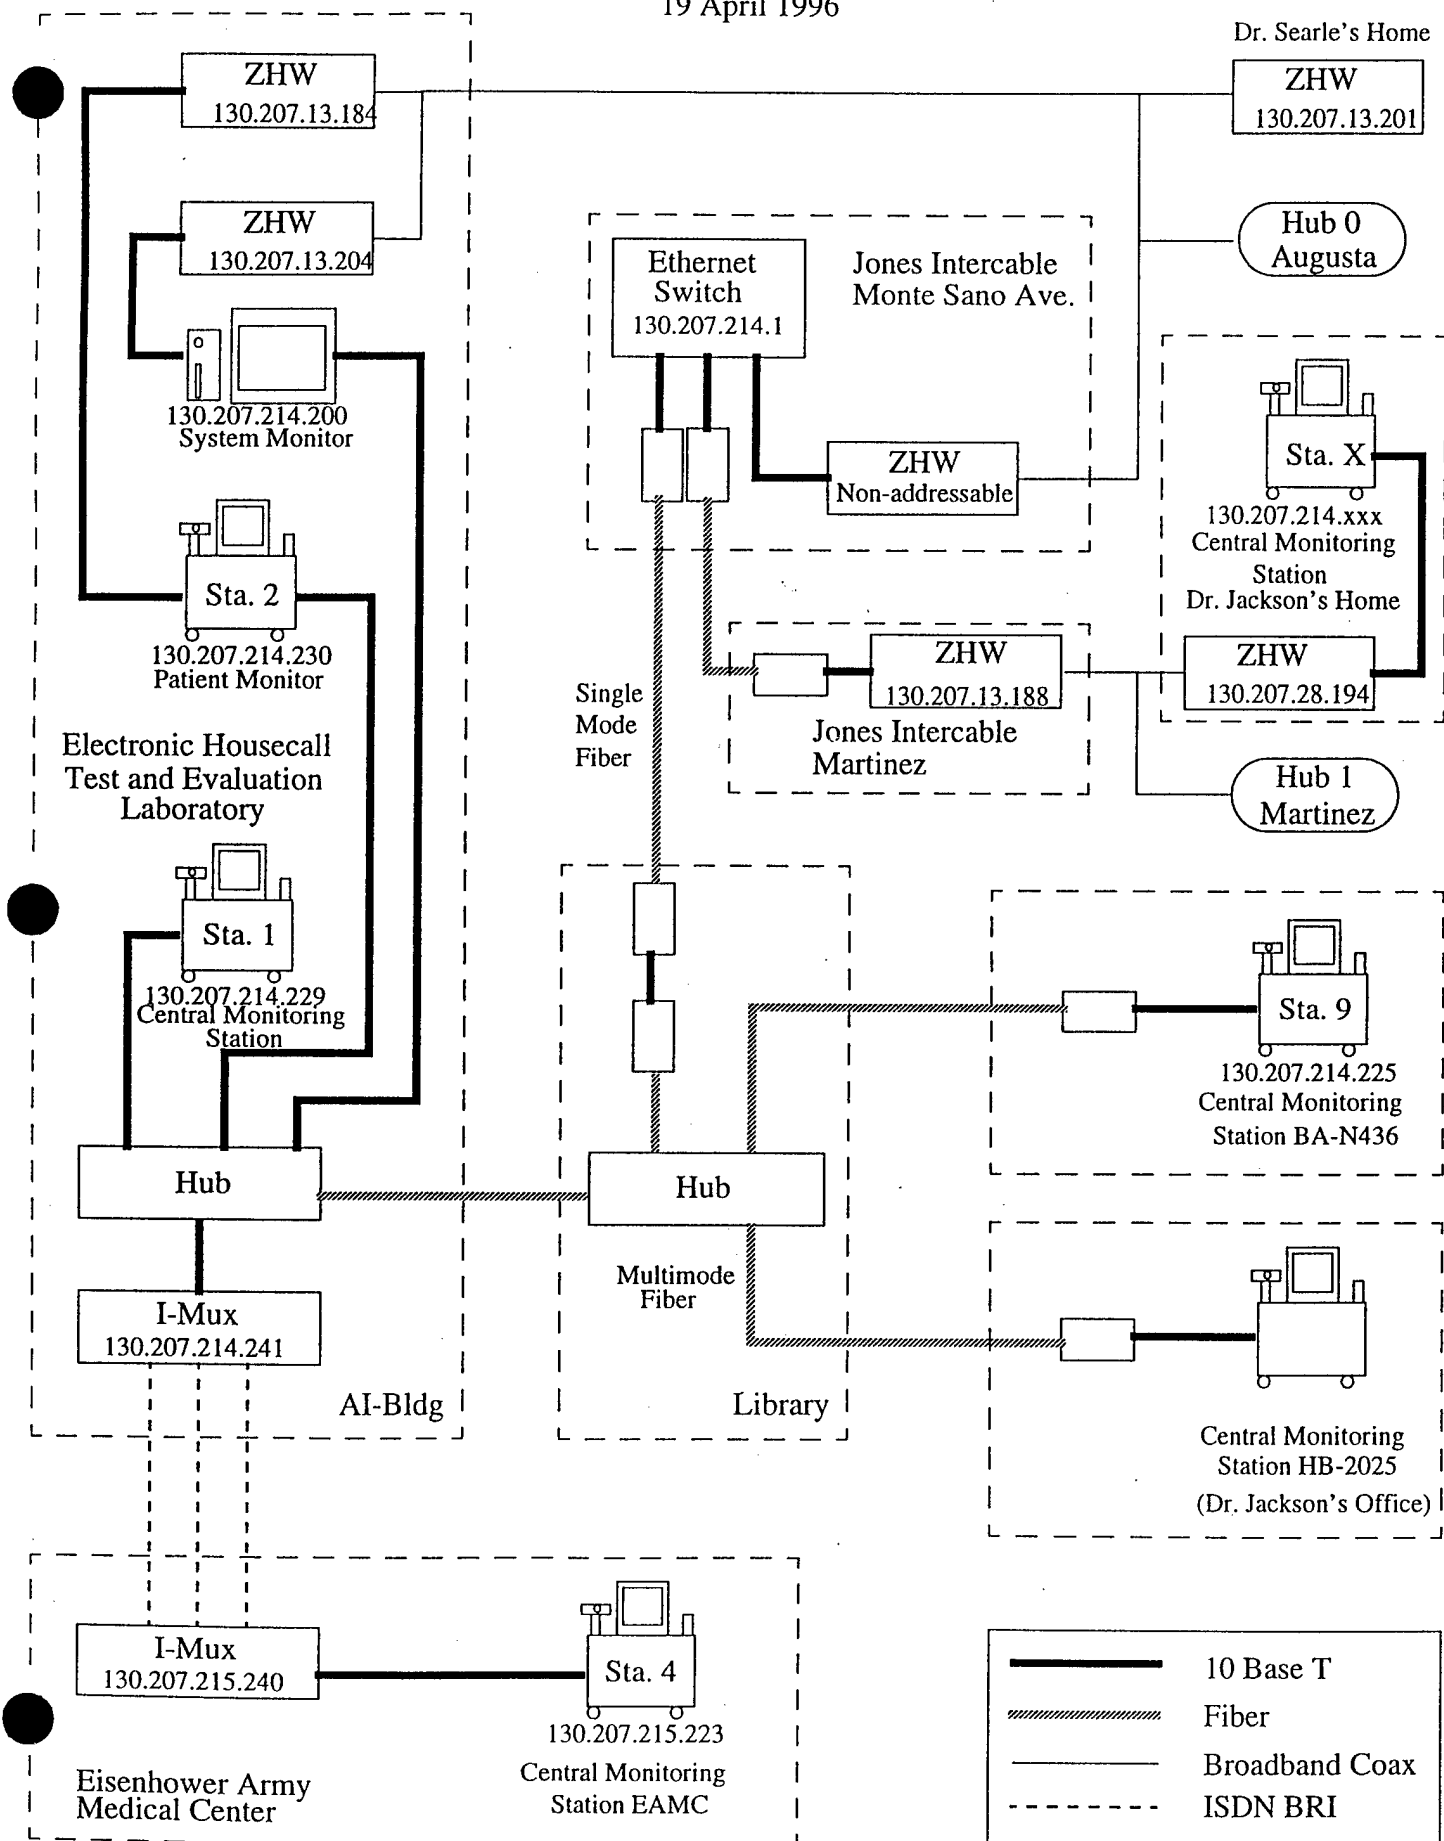 19 April 1996
Dr. Searle's Home
ZHW
130.207.13.184
ZHW
130.207.13.201
ZHW
130.207.13.204
Hub 0
Augusta
Ethernet
Switch
130.207.214.1
Jones Intercable
Monte Sano Ave.
130.207.214.200
System Monitor
ZHW
Non-addressable
Sta. X
130.207.214.xxx
Central Monitoring
Station
Dr. Jackson's Home
Sta. 2
130.207.214.230
Patient Monitor
ZHW
130.207.13.188
ZHW
130.207.28.194
Single
Mode
Fiber
Jones Intercable
Martinez
Hub 1
Martinez
Electronic Housecall
Test and Evaluation
Laboratory
Sta. 1
130.207.214.229
Central Monitoring
Station
Sta. 9
130.207.214.225
Central Monitoring
Station BA-N436
Hub
Hub
Multimode
Fiber
I-Mux
130.207.214.241
AI-Bldg
Library
Central Monitoring
Station HB-2025
(Dr. Jackson's Office)
I-Mux
130.207.215.240
Sta. 4
130.207.215.223
Central Monitoring
Station EAMC
Eisenhower Army
Medical Center
10 Base T
Fiber
Broadband Coax
ISDN BRI